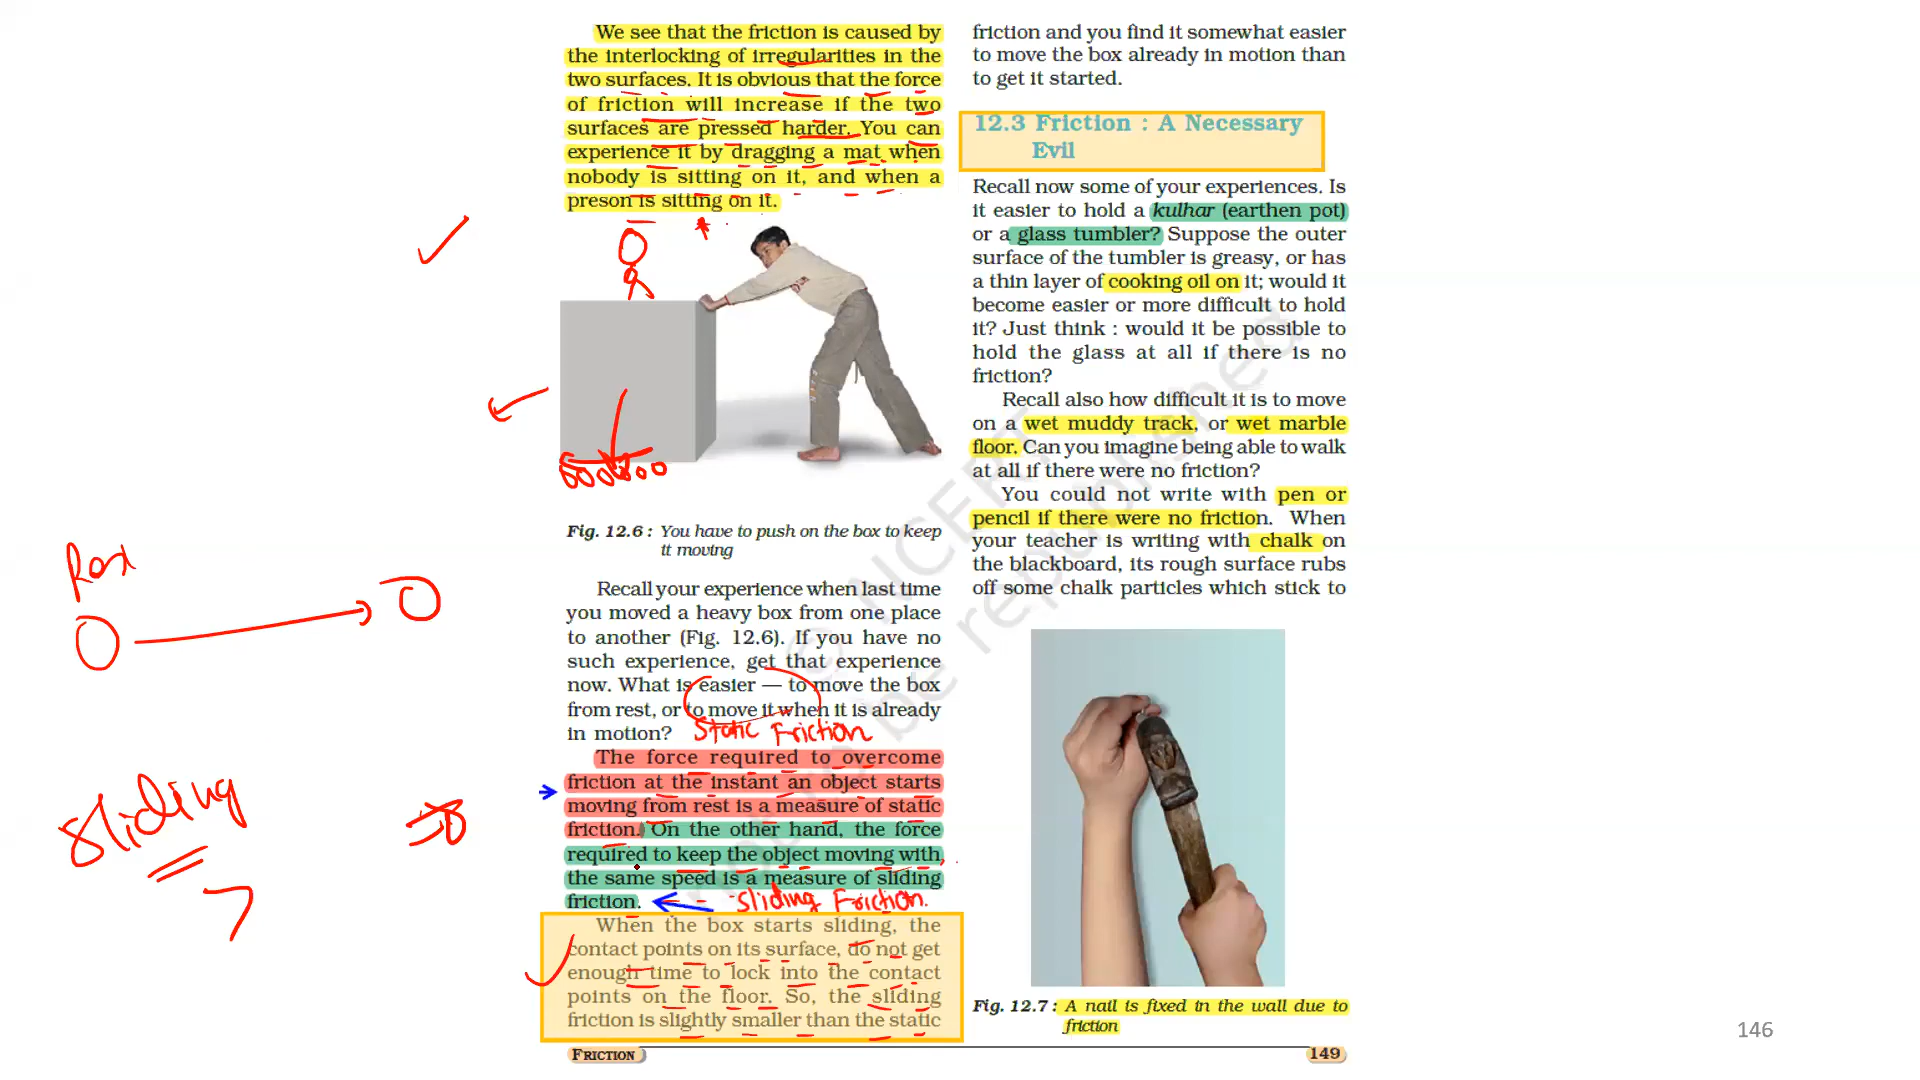 We see that the friction is caused by
the interlocking of irregularities in the
two surfaces. It is obvious that the force
of friction will increase if the two
surfaces are pressed harder. You can
experience it by dragging a mat when
nobody is sitting on it, and when a
preson is sitting on it.
Fig. 12.6 : You have to push on the box to keep
it moving
Rest
Recall your experience when last time
you moved a heavy box from one place
to another (Fig. 12.6). If you have no
such experience, get that experience
now. What is easier — to move the box
from rest, or to move it when it is already
in motion?
Static Friction
The force required to overcome
friction at the instant an object starts
moving from rest is a measure of static
friction. On the other hand, the force
required to keep the object moving with
the same speed is a measure of sliding
friction.
Sliding Friction.
Sliding
When the box starts sliding, the
contact points on its surface, do not get
enough time to lock into the contact
points on the floor. So, the sliding
friction is slightly smaller than the static
friction and you find it somewhat easier
to move the box already in motion than
to get it started.
12.3 Friction : A Necessary
Evil
Recall now some of your experiences. Is
it easier to hold a kulhar (earthen pot)
or a glass tumbler? Suppose the outer
surface of the tumbler is greasy, or has
a thin layer of cooking oil on it; would it
become easier or more difficult to hold
it? Just think : would it be possible to
hold the glass at all if there is no
friction?
Recall also how difficult it is to move
on a wet muddy track, or wet marble
floor. Can you imagine being able to walk
at all if there were no friction?
You could not write with pen or
pencil if there were no friction. When
your teacher is writing with chalk on
the blackboard, its rough surface rubs
off some chalk particles which stick to
Fig. 12.7 : A nail is fixed in the wall due to
friction
FRICTION
149
146
© NCERT
be republished